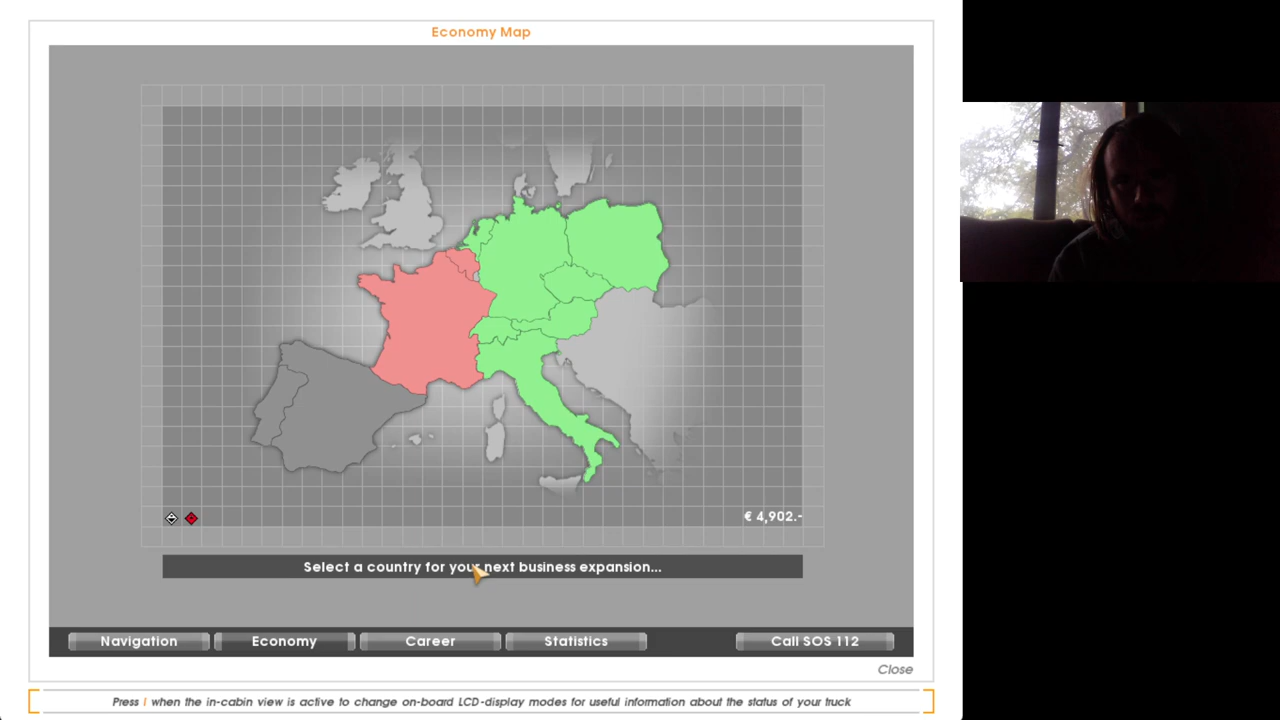 Economy Map
€ 4,902.-
Select a country for your next business expansion...
Navigation
Economy
Career
Statistics
Call SOS 112
Close
Press I when the in-cabin view is active to change on-board LCD-display modes for useful information about the status of your truck